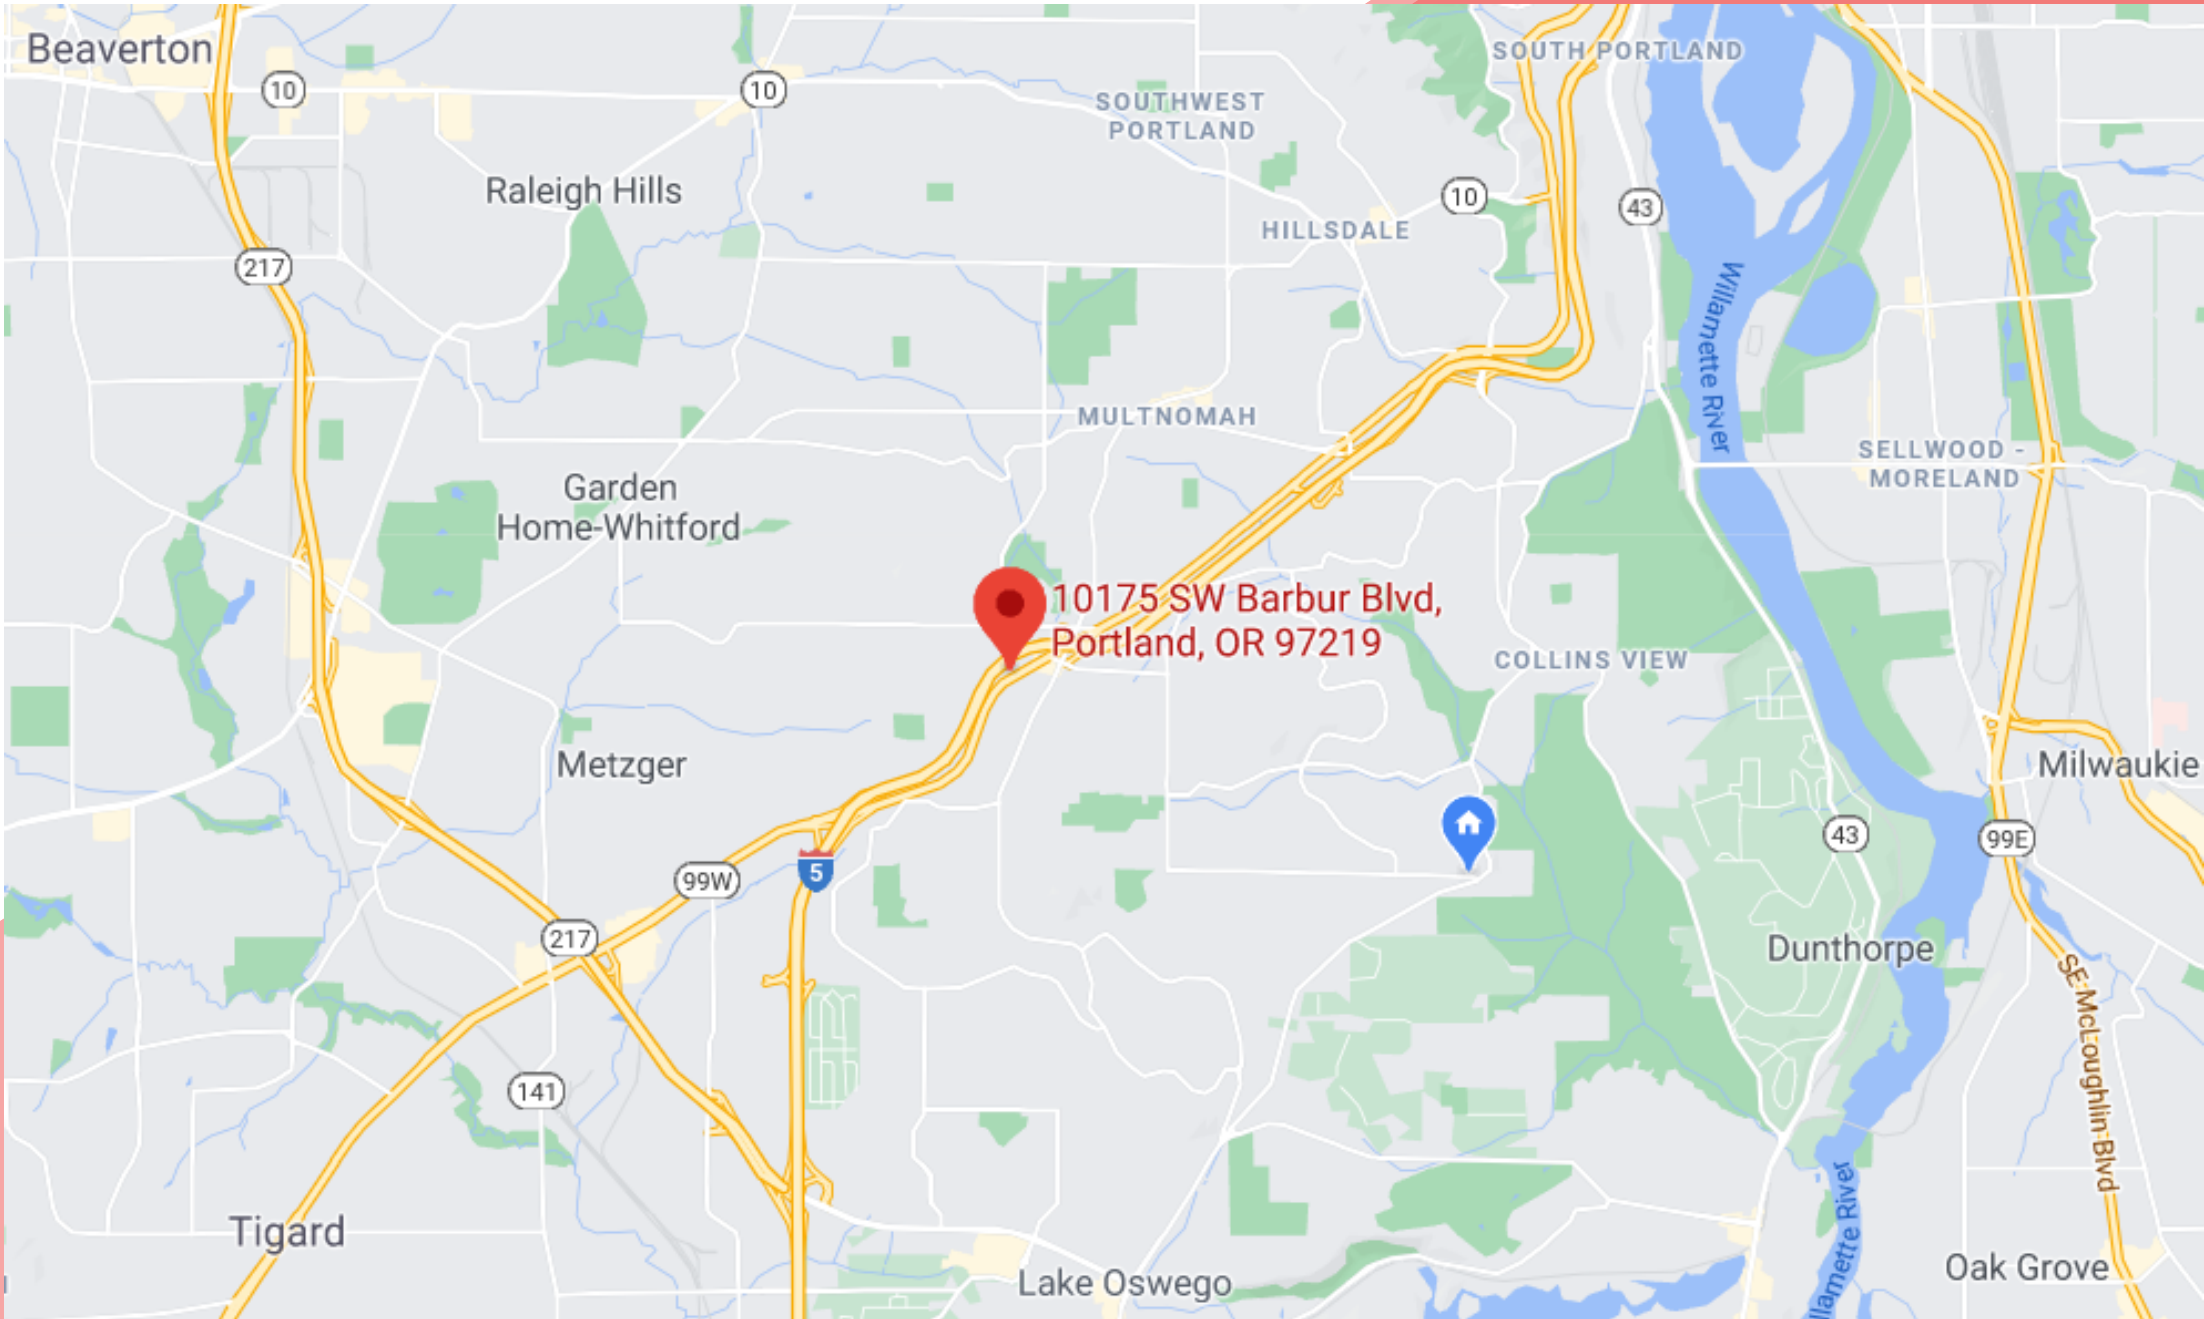 SOUTH PORTLAND
Beaverton
10
10
SOUTHWEST
PORTLAND
Raleigh Hills
10
43
HILLSDALE
217
Willamette River
MULTNOMAH
SELLWOOD -
MORELAND
Garden
Home-Whitford
10175 SW Barbur Blvd,
Portland, OR 97219
COLLINS VIEW
Metzger
Milwaukie
43
99E
5
99W
217
Dunthorpe
SE McLoughlin Blvd
141
Tigard
Lake Oswego
Oak Grove
llamette River